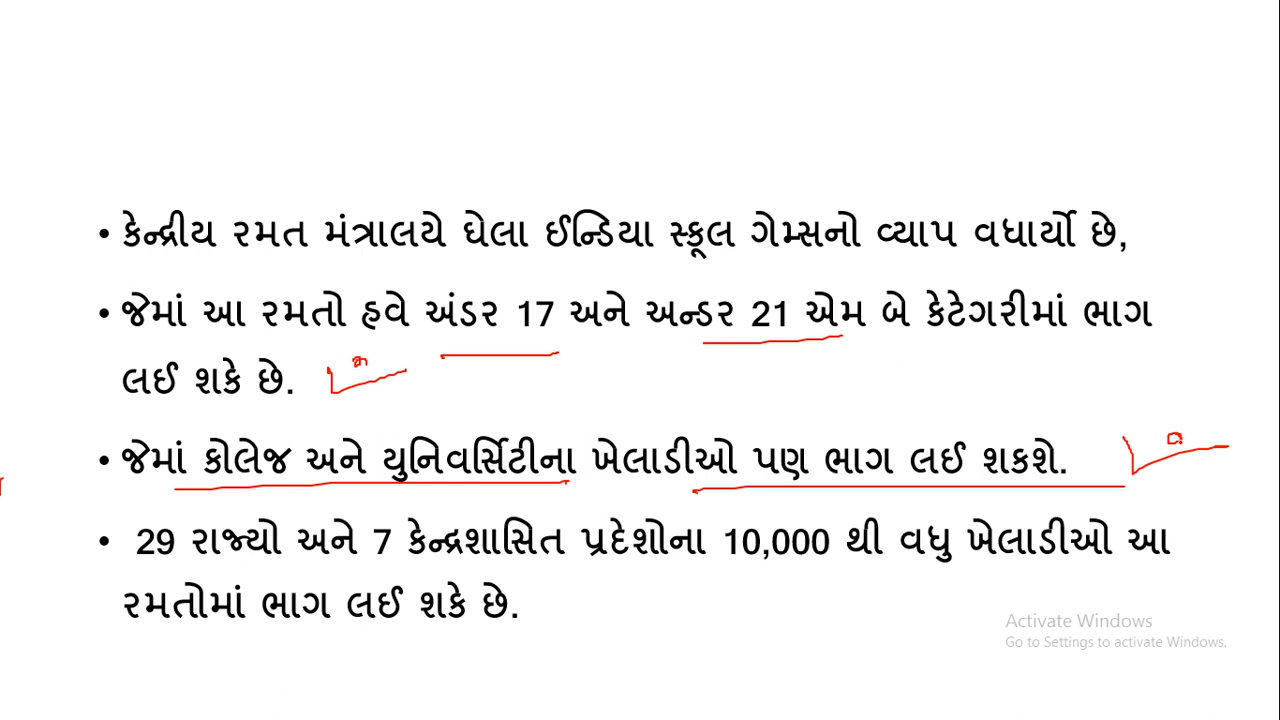 • કેન્દ્રીય રમત મંત્રાલયે ઘેલા ઈન્ડિયા સ્કૂલ ગેમ્સનો વ્યાપ વધાર્યો છે,
• જેમાં આ રમતો હવે અંડર 17 અને અન્ડર 21 એમ બે કેટેગરીમાં ભાગ
લઈ શકે છે.
• જેમાં કોલેજ અને યુનિવર્સિટીના ખેલાડીઓ પણ ભાગ લઈ શકશે.
• 29 રાજ્યો અને 7 કેન્દ્રશાસિત પ્રદેશોના 10,000 થી વધુ ખેલાડીઓ આ
રમતોમાં ભાગ લઈ શકે છે.
Activate Windows
Go to Settings to activate Windows.